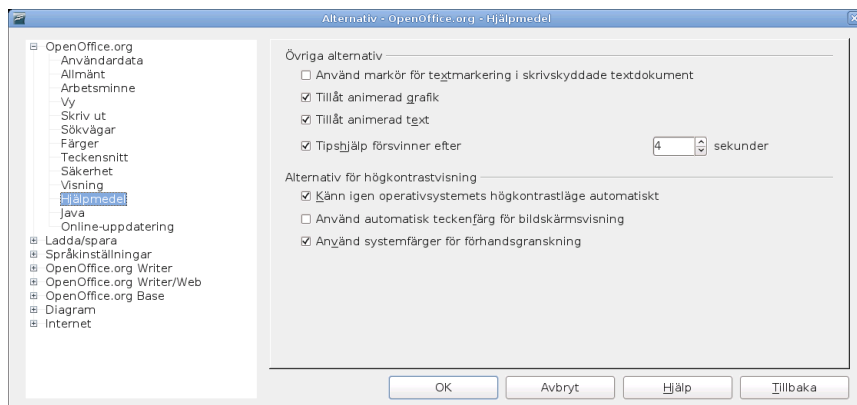 Alternativ - OpenOffice.org - Hjälpmedel
OpenOffice.org
Användardata
Allmänt
Arbetsminne
Vy
Skriv ut
Sökvägar
Färger
Teckensnitt
Säkerhet
Visning
Hjälpmedel
Java
Online-uppdatering
Ladda/spara
Språkinställningar
OpenOffice.org Writer
OpenOffice.org Writer/Web
OpenOffice.org Base
Diagram
Internet
Övriga alternativ
Använd markör för textmarkering i skrivskyddade textdokument
Tillåt animerad grafik
Tillåt animerad text
Tipshjälp försvinner efter 4 sekunder
Alternativ för högkontrastvisning
Känn igen operativsystemets högkontrastläge automatiskt
Använd automatisk teckenfärg för bildskärmsvisning
Använd systemfärger för förhandsgranskning
OK Avbryt Hjälp Tillbaka